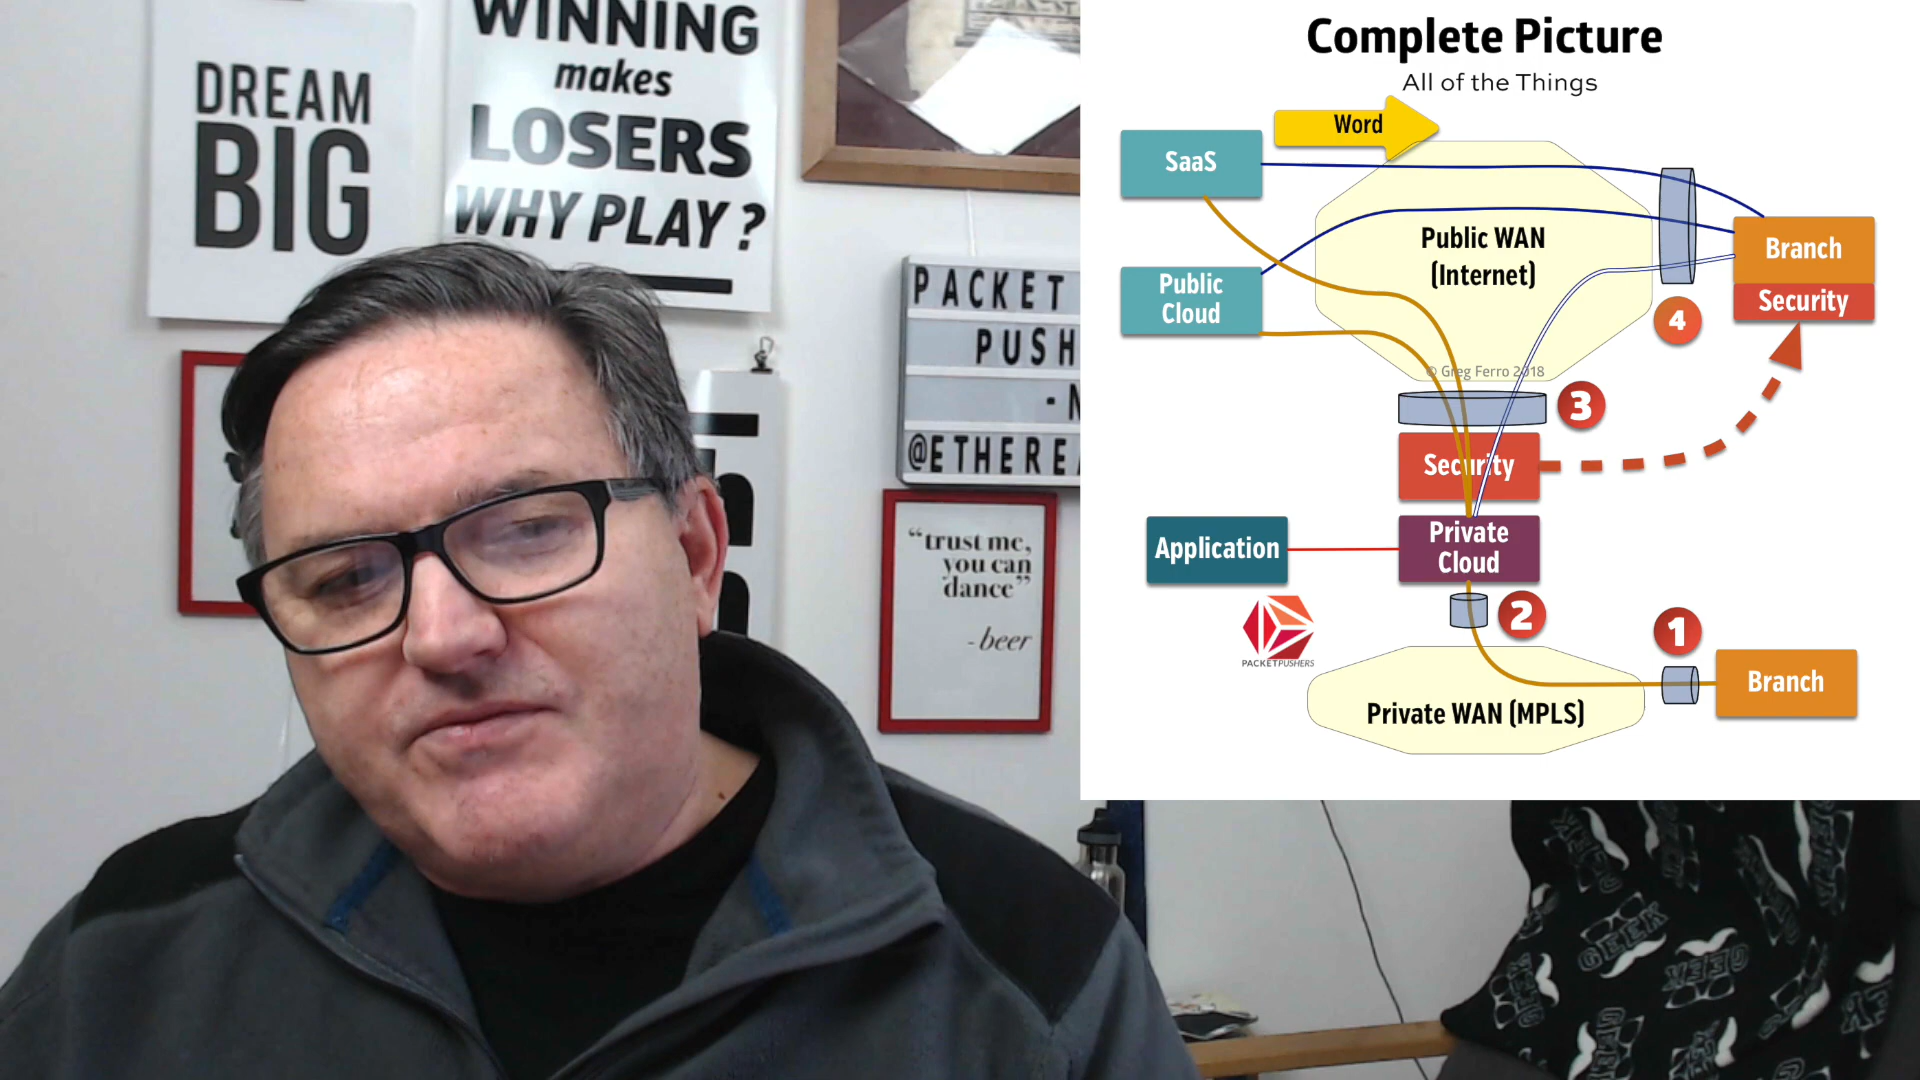 DREAM
BIG
WINNING
makes
LOSERS
WHY PLAY ?
PACKET
PUSH
- N
@ETHEREA
“trust me,
you can
dance”
- beer
Complete Picture
All of the Things
Word
SaaS
Public WAN
(Internet)
Public
Cloud
Branch
Security
4
© Greg Ferro 2018
3
Security
Application
Private
Cloud
2
1
PACKETPUSHERS
Branch
Private WAN (MPLS)
GEEK
GEEK